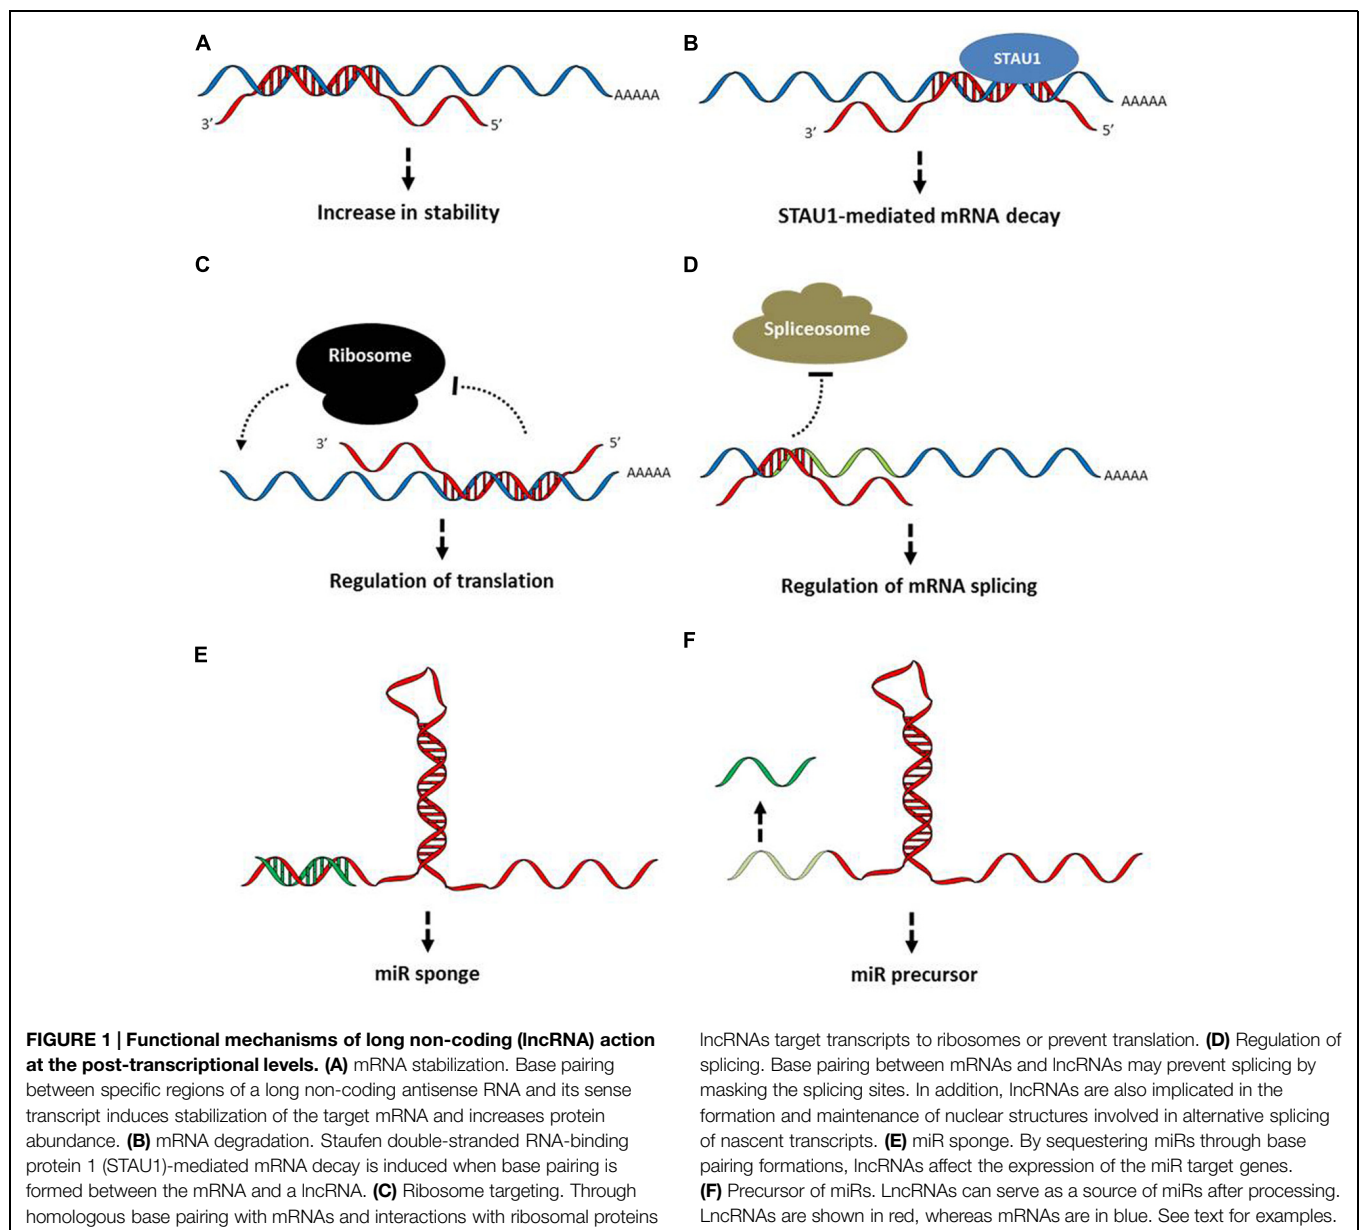 A
AAAAA
3’
5’
Increase in stability
B
STAU1
AAAAA
3’
5’
STAU1-mediated mRNA decay
C
Ribosome
3’
5’
AAAAA
Regulation of translation
D
Spliceosome
AAAAA
Regulation of mRNA splicing
E
miR sponge
F
miR precursor
FIGURE 1 | Functional mechanisms of long non-coding (lncRNA) action
at the post-transcriptional levels. (A) mRNA stabilization. Base pairing
between specific regions of a long non-coding antisense RNA and its sense
transcript induces stabilization of the target mRNA and increases protein
abundance. (B) mRNA degradation. Staufen double-stranded RNA-binding
protein 1 (STAU1)-mediated mRNA decay is induced when base pairing is
formed between the mRNA and a lncRNA. (C) Ribosome targeting. Through
homologous base pairing with mRNAs and interactions with ribosomal proteins
lncRNAs target transcripts to ribosomes or prevent translation. (D) Regulation of
splicing. Base pairing between mRNAs and lncRNAs may prevent splicing by
masking the splicing sites. In addition, lncRNAs are also implicated in the
formation and maintenance of nuclear structures involved in alternative splicing
of nascent transcripts. (E) miR sponge. By sequestering miRs through base
pairing formations, lncRNAs affect the expression of the miR target genes.
(F) Precursor of miRs. LncRNAs can serve as a source of miRs after processing.
LncRNAs are shown in red, whereas mRNAs are in blue. See text for examples.